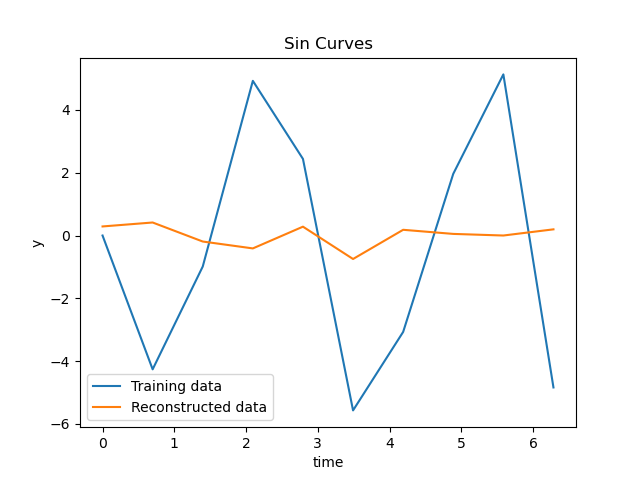 Sin Curves
y
4
2
0
−2
−4
−6
Training data
Reconstructed data
0 1 2 3 4 5 6
time